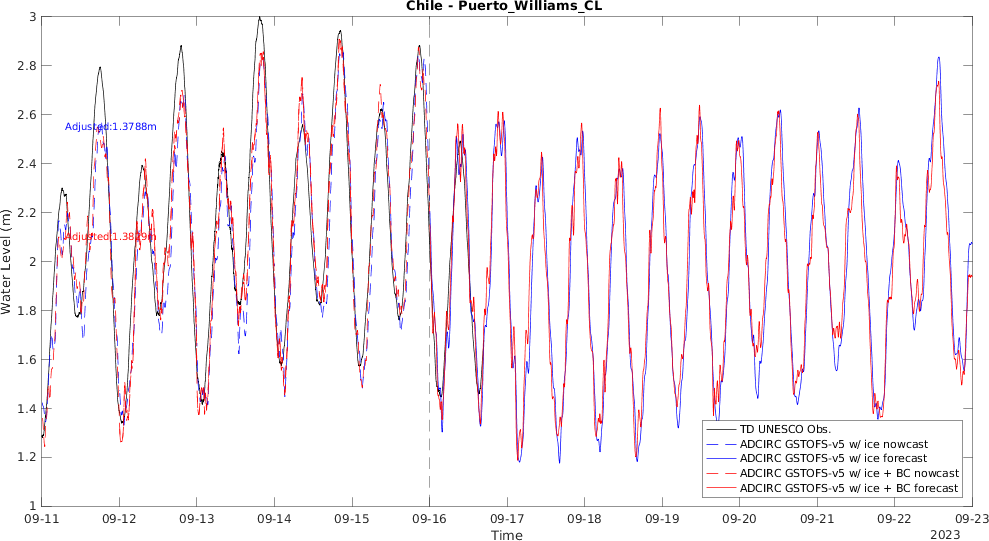 Chile - Puerto_Williams_CL
3
2.8
2.6
2.4
2.2
2
1.8
1.6
1.4
1.2
1
Water Level (m)
Adjusted:1.3788m
TD UNESCO Obs.
ADCIRC GSTOFS-v5 w/ ice nowcast
ADCIRC GSTOFS-v5 w/ ice forecast
ADCIRC GSTOFS-v5 w/ ice + BC nowcast
ADCIRC GSTOFS-v5 w/ ice + BC forecast
09-11 09-12 09-13 09-14 09-15 09-16 09-17 09-18 09-19 09-20 09-21 09-22 09-23
Time
2023